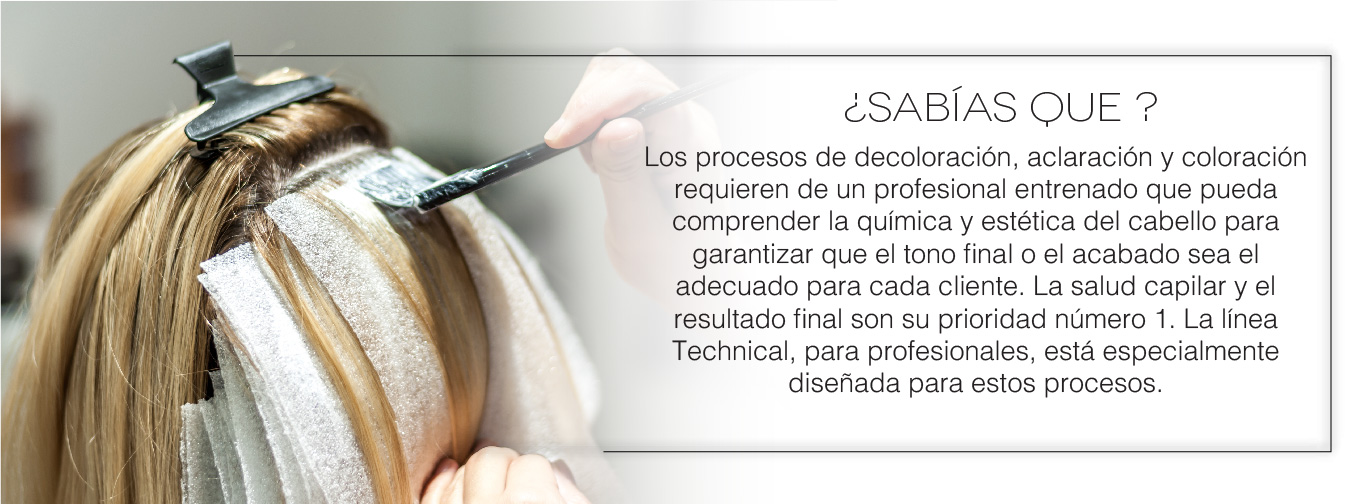 ¿SABÍAS QUE ?
Los procesos de decoloración, aclaración y coloración
requieren de un profesional entrenado que pueda
comprender la química y estética del cabello para
garantizar que el tono final o el acabado sea el
adecuado para cada cliente. La salud capilar y el
resultado final son su prioridad número 1. La línea
Technical, para profesionales, está especialmente
diseñada para estos procesos.